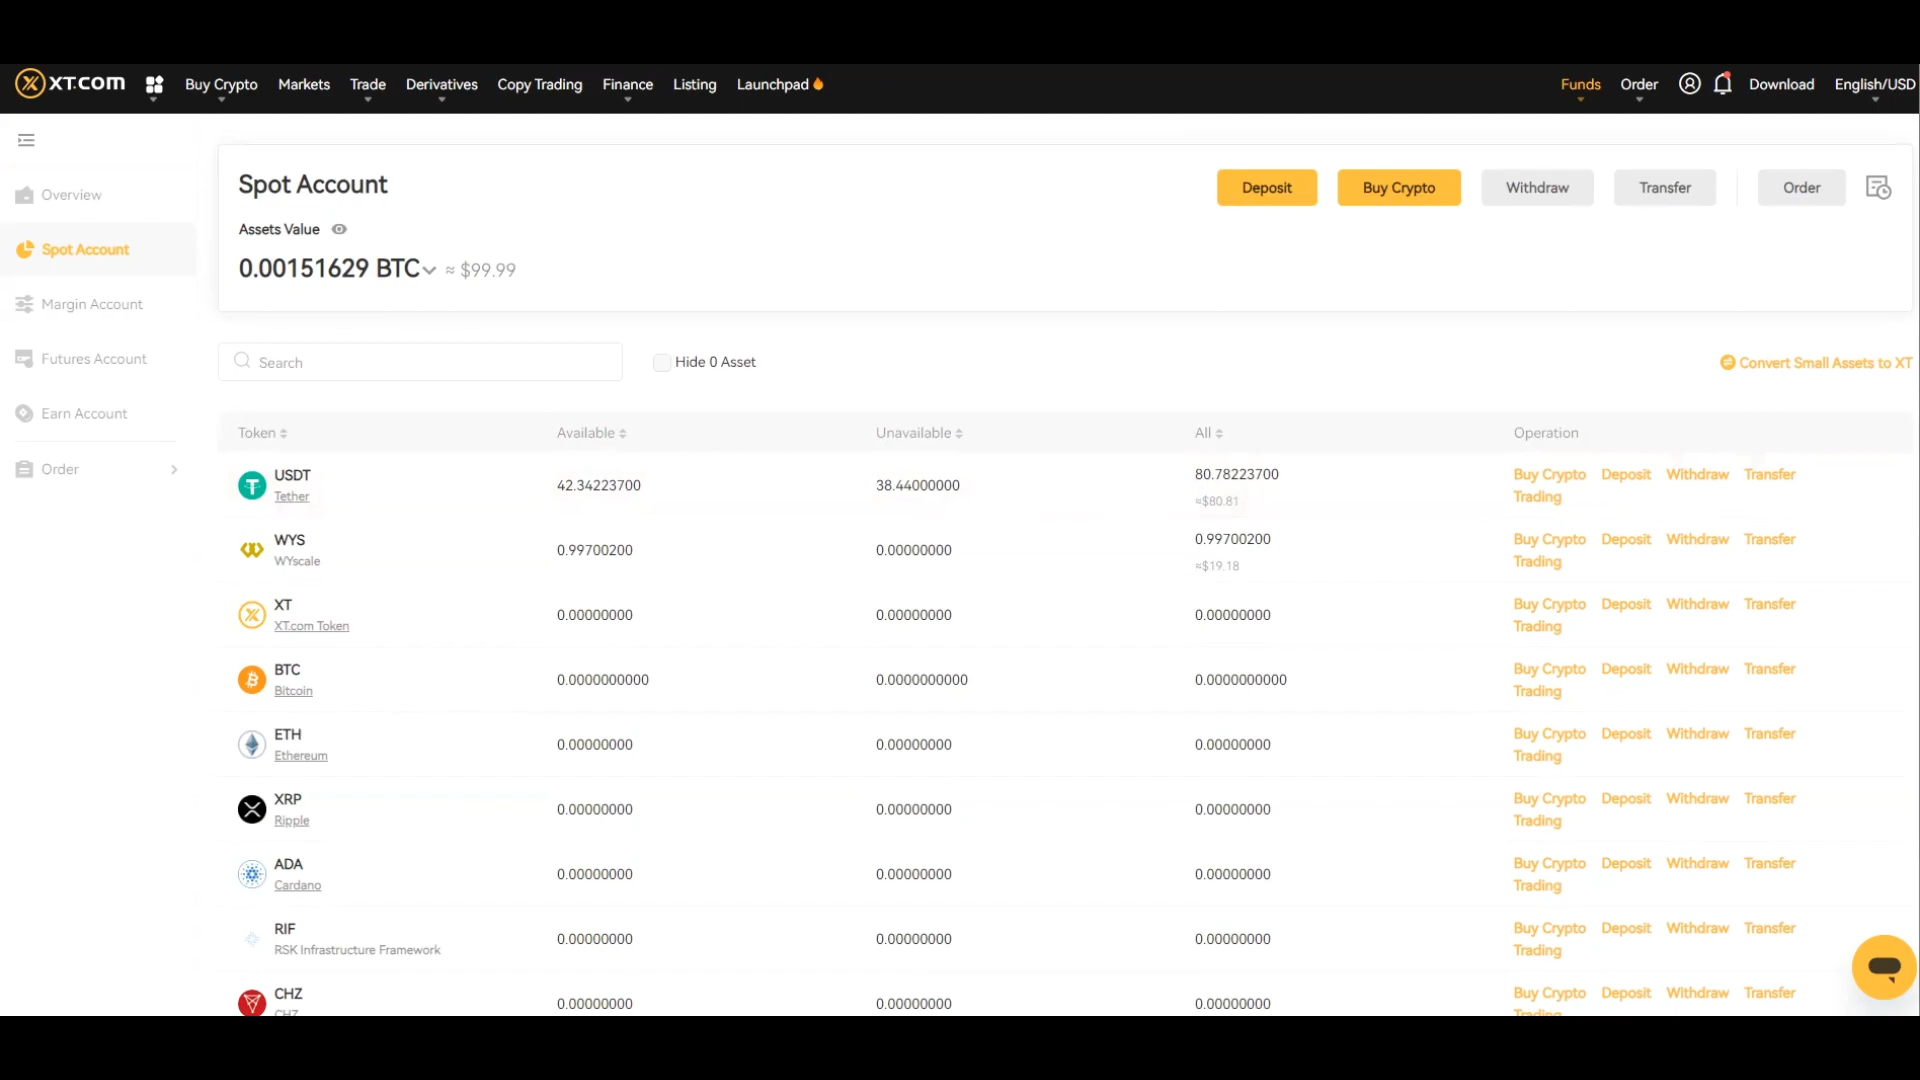 XT.COM Buy Crypto Markets Trade Derivatives Copy Trading Finance Listing Launchpad Funds Order Download English/USD
Overview
Spot Account
Margin Account
Futures Account
Earn Account
Order
Spot Account
Deposit Buy Crypto Withdraw Transfer Order
Assets Value
0.00151629 BTC ≈ $99.99
Search Hide 0 Asset Convert Small Assets to XT
Token Available Unavailable All Operation
USDT 42.34223700 38.44000000 80.78223700 Buy Crypto Deposit Withdraw Transfer
Tether ≈$80.81 Trading
WYS 0.99700200 0.00000000 0.99700200 Buy Crypto Deposit Withdraw Transfer
WYscale ≈$19.18 Trading
XT 0.00000000 0.00000000 0.00000000 Buy Crypto Deposit Withdraw Transfer
XT.com Token Trading
BTC 0.0000000000 0.0000000000 0.0000000000 Buy Crypto Deposit Withdraw Transfer
Bitcoin Trading
ETH 0.00000000 0.00000000 0.00000000 Buy Crypto Deposit Withdraw Transfer
Ethereum Trading
XRP 0.00000000 0.00000000 0.00000000 Buy Crypto Deposit Withdraw Transfer
Ripple Trading
ADA 0.00000000 0.00000000 0.00000000 Buy Crypto Deposit Withdraw Transfer
Cardano Trading
RIF 0.00000000 0.00000000 0.00000000 Buy Crypto Deposit Withdraw Transfer
RSK Infrastructure Framework Trading
CHZ 0.00000000 0.00000000 0.00000000 Buy Crypto Deposit Withdraw Transfer
CHZ Trading